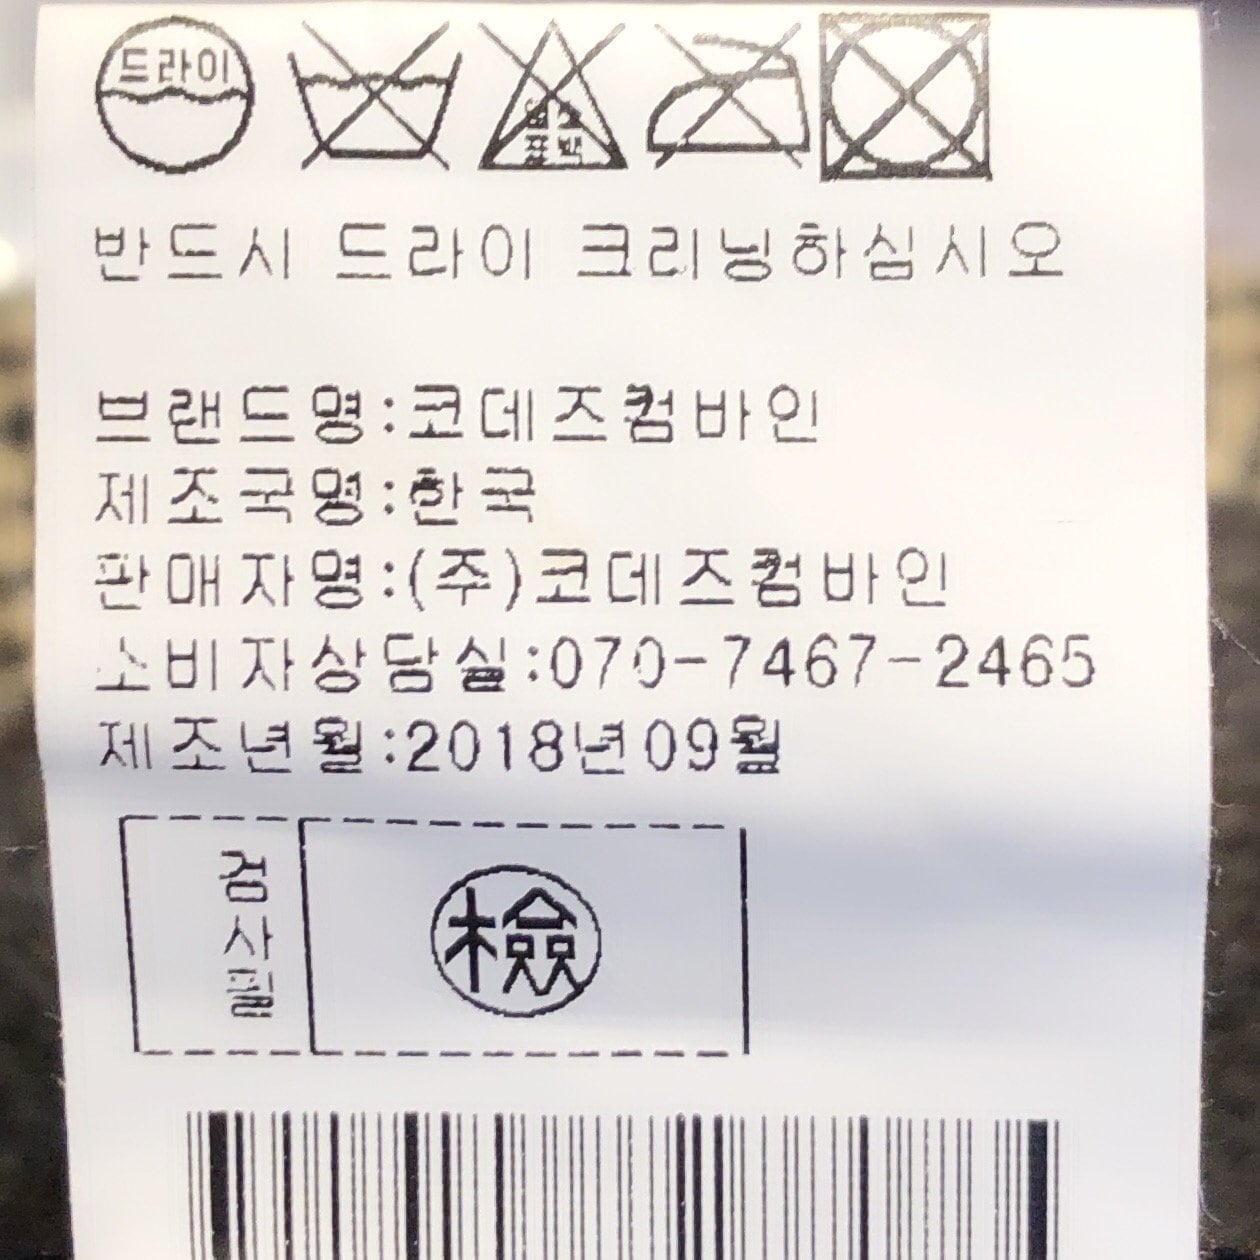 드라이
염소
표백
반드시 드라이 크리닝하십시오
브랜드명:코데즈컴바인
제조국명:한국
판매자명:(주)코데즈컴바인
소비자상담실:070-7467-2465
제조년월:2018년09월
검사필
檢